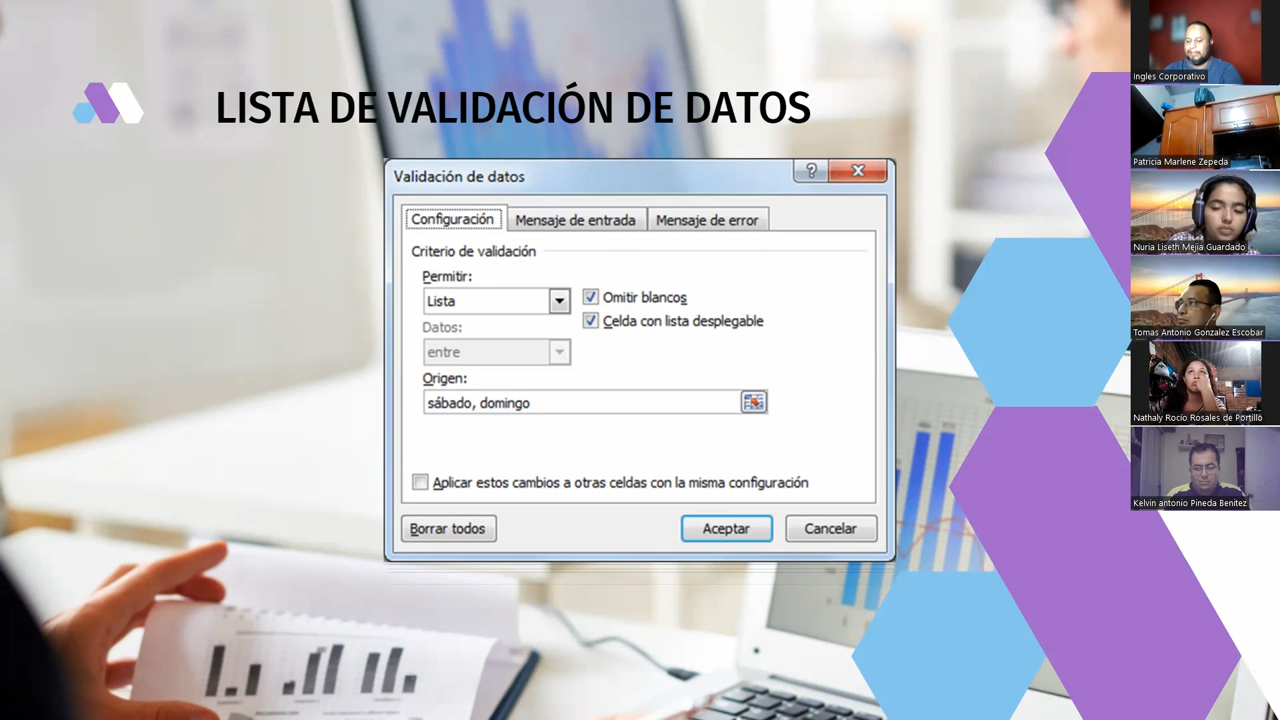 LISTA DE VALIDACIÓN DE DATOS
Validación de datos
?
Configuración
Mensaje de entrada
Mensaje de error
Criterio de validación
Permitir:
Lista
Omitir blancos
Celda con lista desplegable
Datos:
entre
Origen:
sábado, domingo
Aplicar estos cambios a otras celdas con la misma configuración
Borrar todos
Aceptar
Cancelar
Ingles Corporativo
Patricia Marlene Zepeda
Nuria Liseth Mejia Guardado
Tomas Antonio Gonzalez Escobar
Nathaly Rocío Rosales de Portillo
Kelvin antonio Pineda Benitez